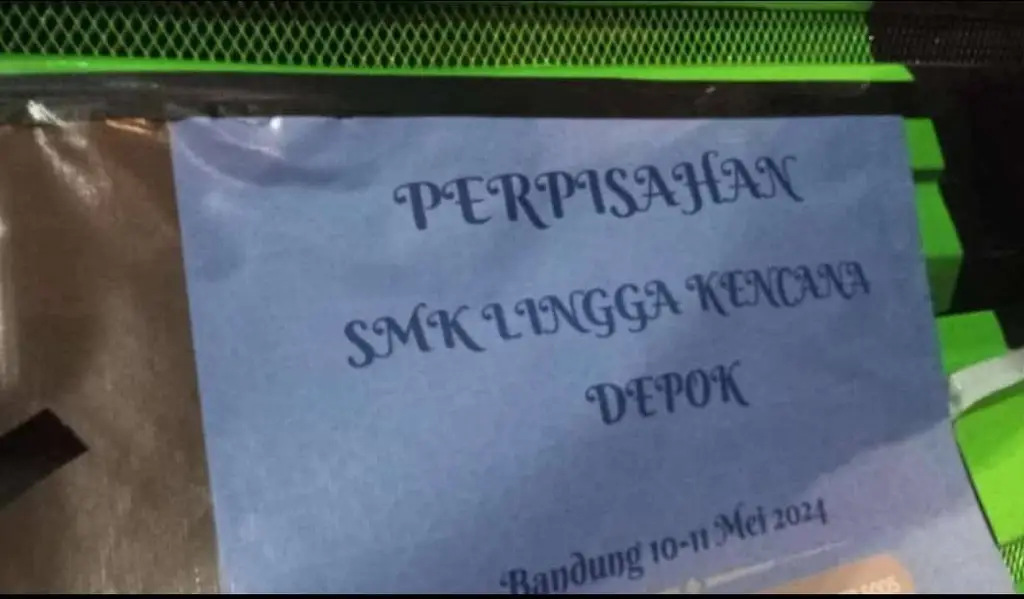 PERPISAHAN
SMK LINGGA KENCANA
DEPOK
Bandung 10-11 Mei 2024